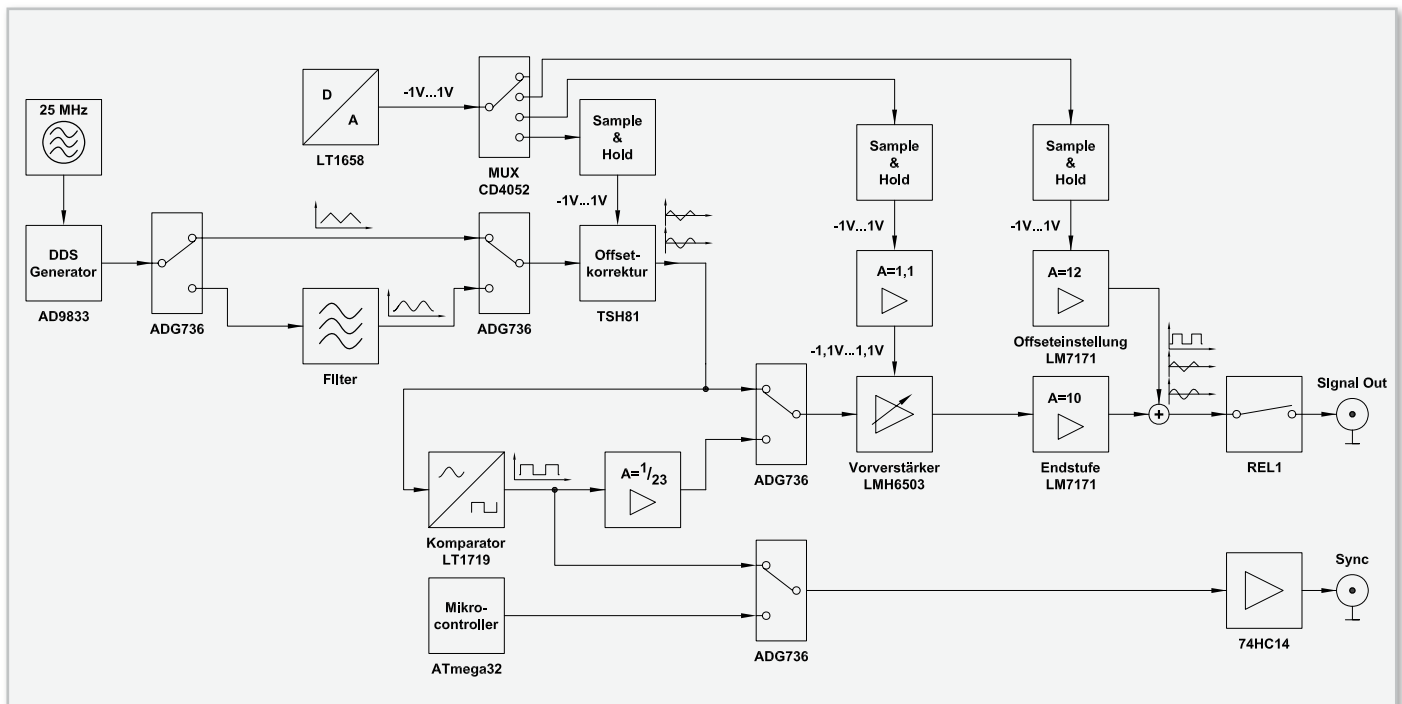 25 MHz
DDS
Generator
AD9833
D
A
LT1658
-1V...1V
MUX
CD4052
Sample
&
Hold
-1V...1V
Sample
&
Hold
-1V...1V
Sample
&
Hold
-1V...1V
ADG736
Filter
ADG736
Offset-
korrektur
TSH81
A=1,1
-1,1V...1,1V
A=12
Offseteinstellung
LM7171
Komparator
LT1719
A=1/23
ADG736
Vorverstärker
LMH6503
A=10
Endstufe
LM7171
+
REL1
Signal Out
Mikro-
controller
ATmega32
ADG736
74HC14
Sync